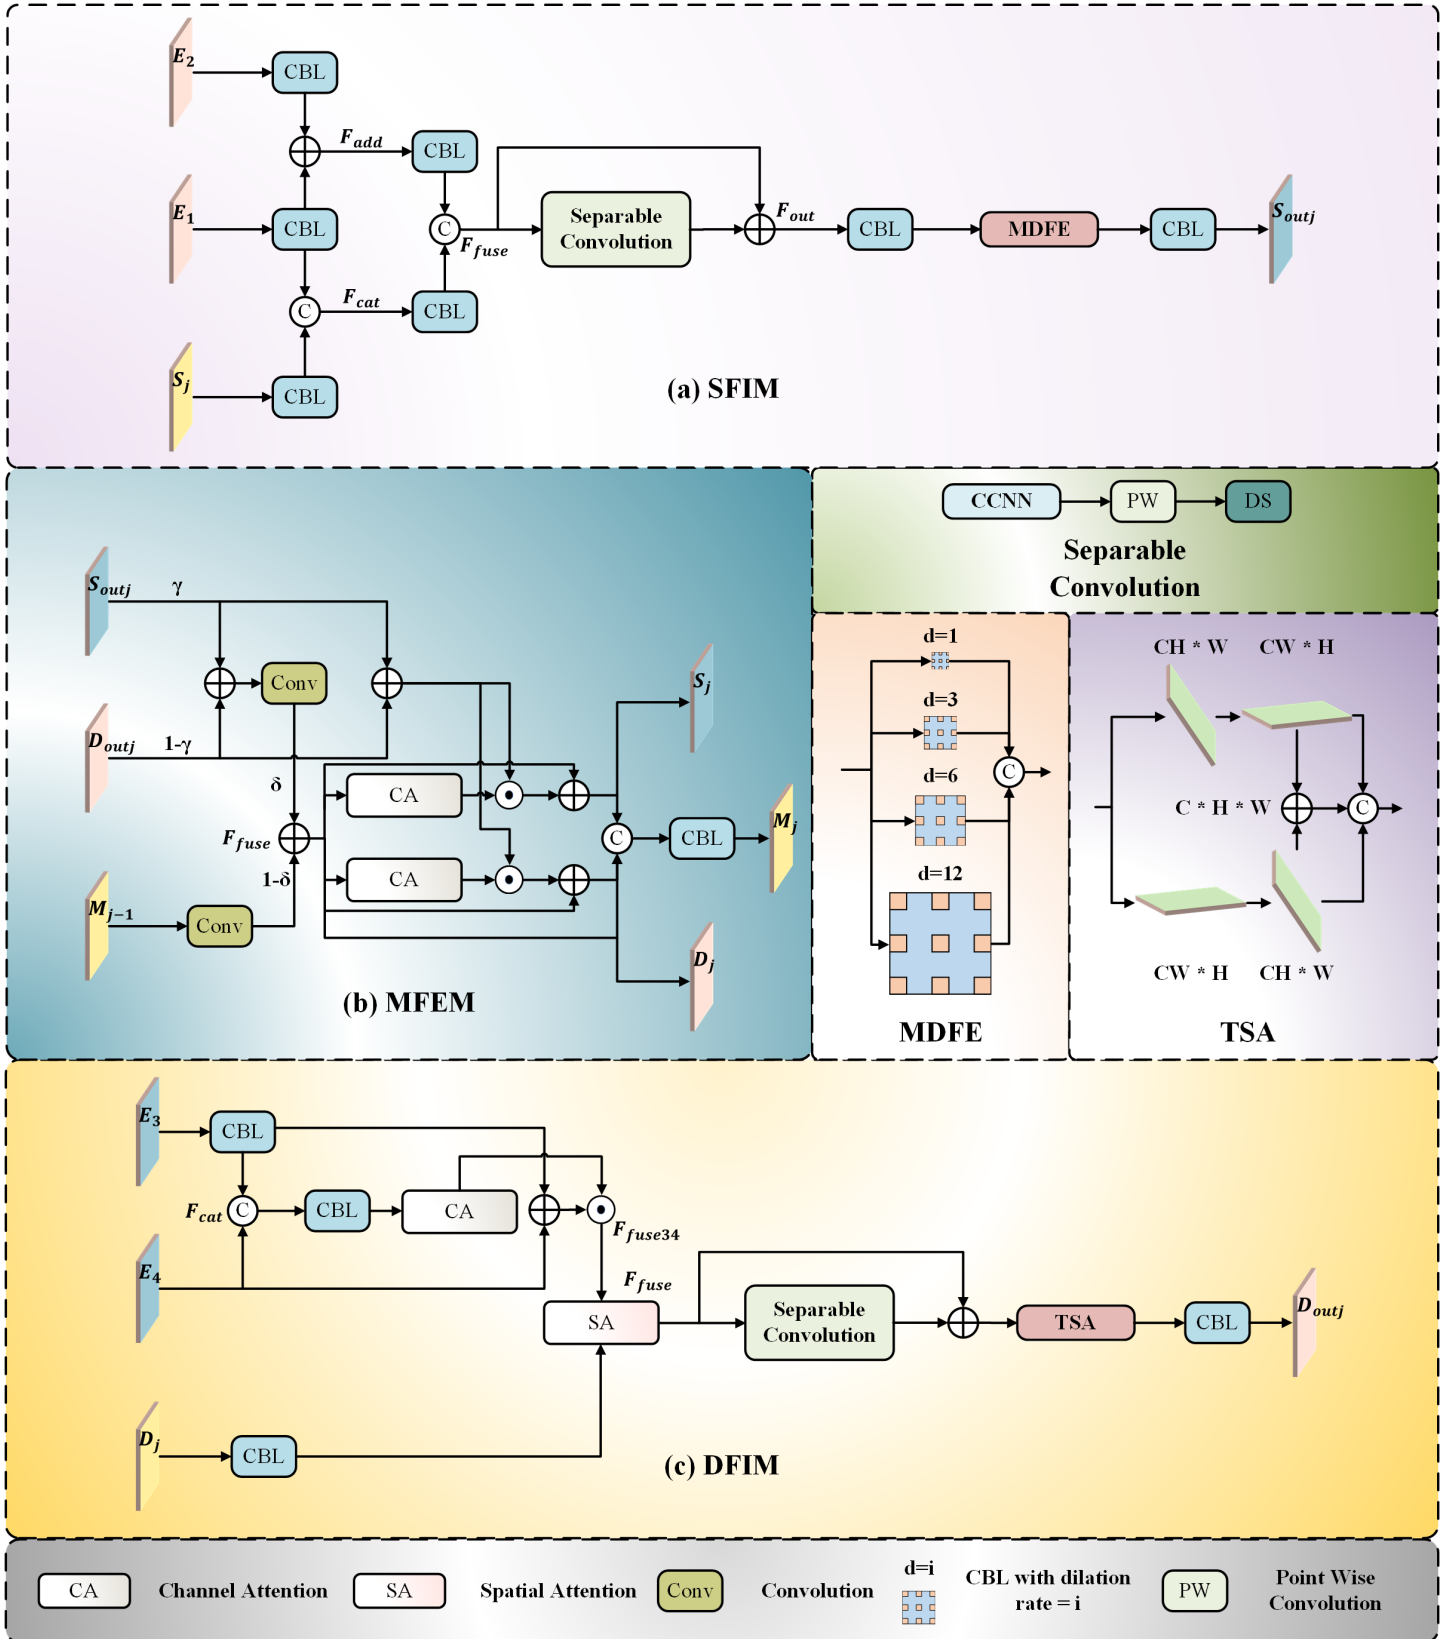 E2
CBL
Fadd
CBL
E1
CBL
C
Ffuse
Separable
Convolution
Fout
CBL
MDFE
CBL
Soutj
C
Fcat
CBL
Sj
CBL
(a) SFIM
CCNN
PW
DS
Separable
Convolution
Soutj
γ
Conv
Doutj
1-γ
δ
CA
Ffuse
1-δ
CA
Mj−1
Conv
C
CBL
Sj
Mj
Dj
(b) MFEM
d=1
d=3
d=6
C
d=12
MDFE
CH * W
CW * H
C * H * W
C
CW * H
CH * W
TSA
E3
CBL
Fcat
C
CBL
CA
Ffuse34
E4
Ffuse
SA
Separable
Convolution
TSA
CBL
Doutj
Dj
CBL
(c) DFIM
CA
Channel Attention
SA
Spatial Attention
Conv
Convolution
d=i
CBL with dilation
rate = i
PW
Point Wise
Convolution